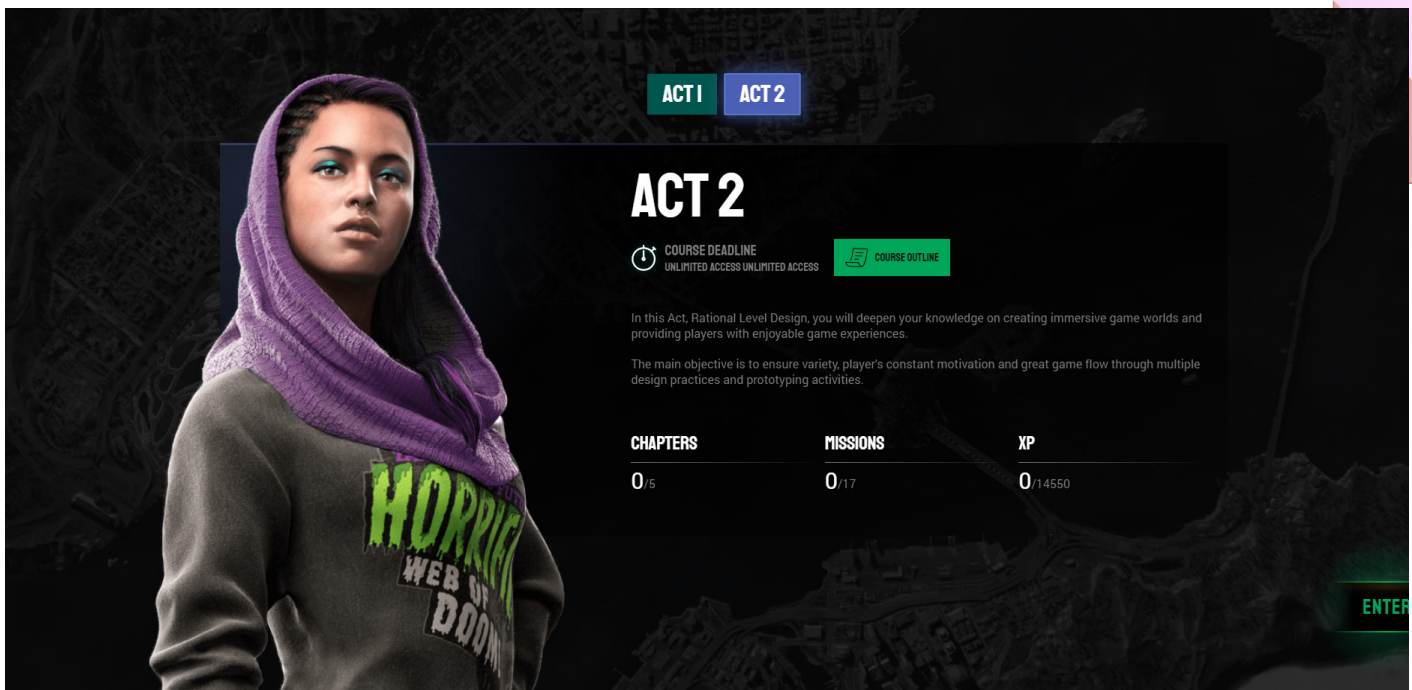 ACT 1
ACT 2
ACT 2
COURSE DEADLINE
UNLIMITED ACCESS UNLIMITED ACCESS
COURSE OUTLINE
In this Act, Rational Level Design, you will deepen your knowledge on creating immersive game worlds and
providing players with enjoyable game experiences.
The main objective is to ensure variety, player's constant motivation and great game flow through multiple
design practices and prototyping activities.
CHAPTERS
MISSIONS
XP
0/5
0/17
0/14550
WEB OF
DOOM
ENTER